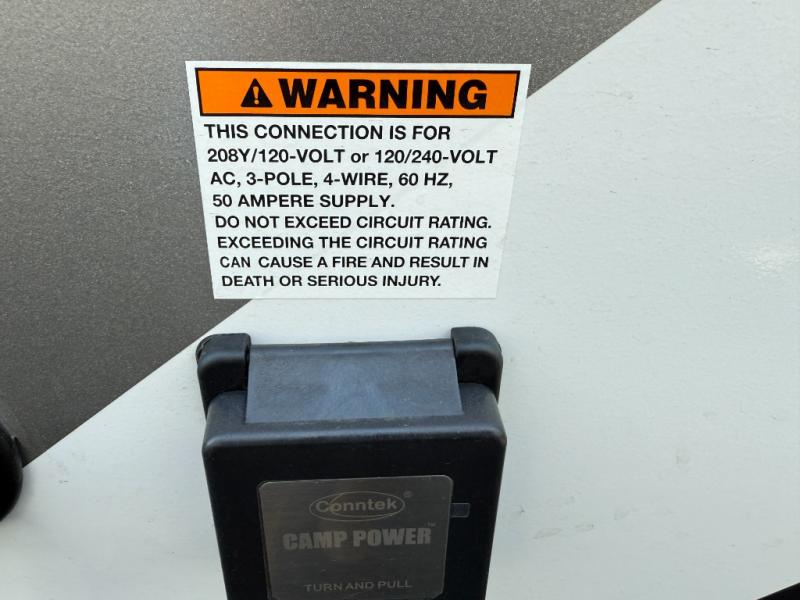 WARNING
THIS CONNECTION IS FOR
208Y/120-VOLT or 120/240-VOLT
AC, 3-POLE, 4-WIRE, 60 HZ,
50 AMPERE SUPPLY.
DO NOT EXCEED CIRCUIT RATING.
EXCEEDING THE CIRCUIT RATING
CAN CAUSE A FIRE AND RESULT IN
DEATH OR SERIOUS INJURY.
Conntek®
CAMP POWER™
TURN AND PULL